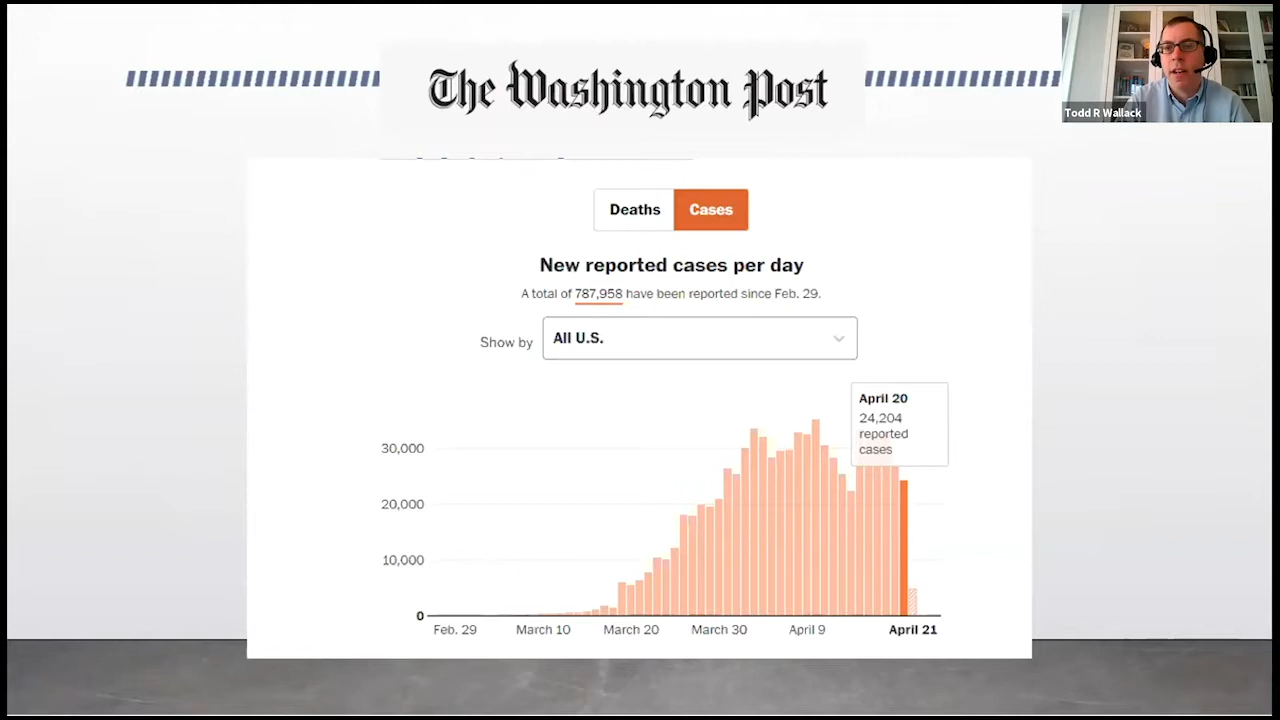 The Washington Post
Todd R Wallack
Deaths
Cases
New reported cases per day
A total of 787,958 have been reported since Feb. 29.
Show by
All U.S.
April 20
24,204
reported
cases
30,000
20,000
10,000
0
Feb. 29
March 10
March 20
March 30
April 9
April 21